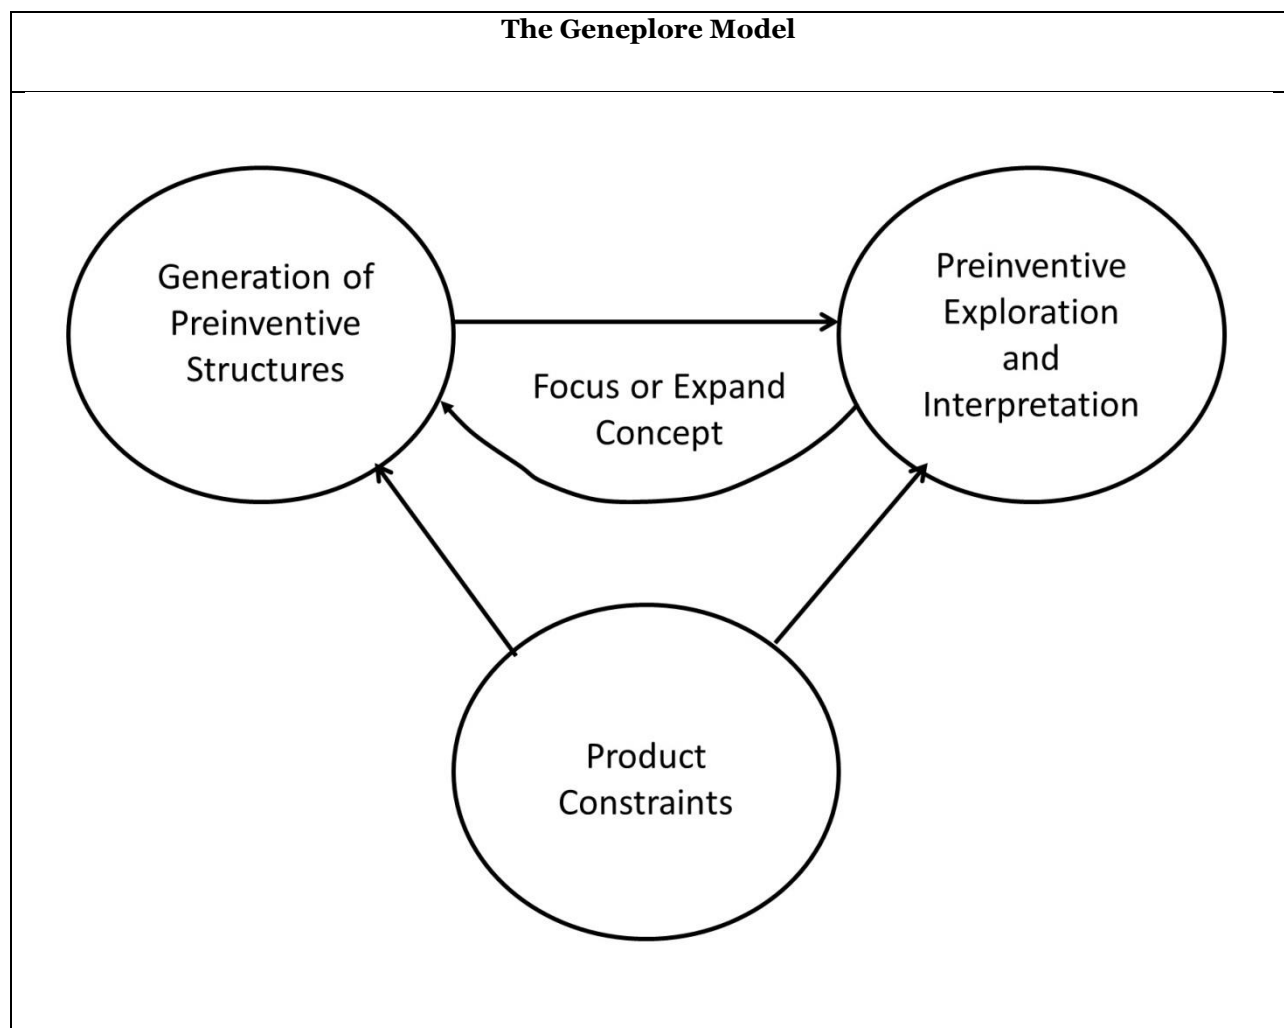 The Geneplore Model
Generation of
Preinventive
Structures
Focus or Expand
Concept
Preinventive
Exploration
and
Interpretation
Product
Constraints